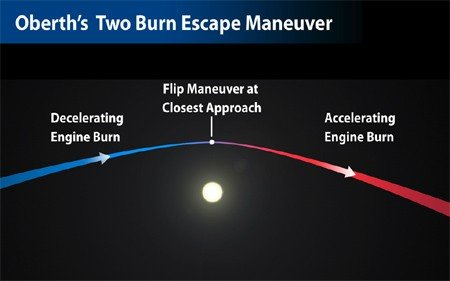 Oberth's Two Burn Escape Maneuver
Flip Maneuver at
Closest Approach
Decelerating
Engine Burn
Accelerating
Engine Burn